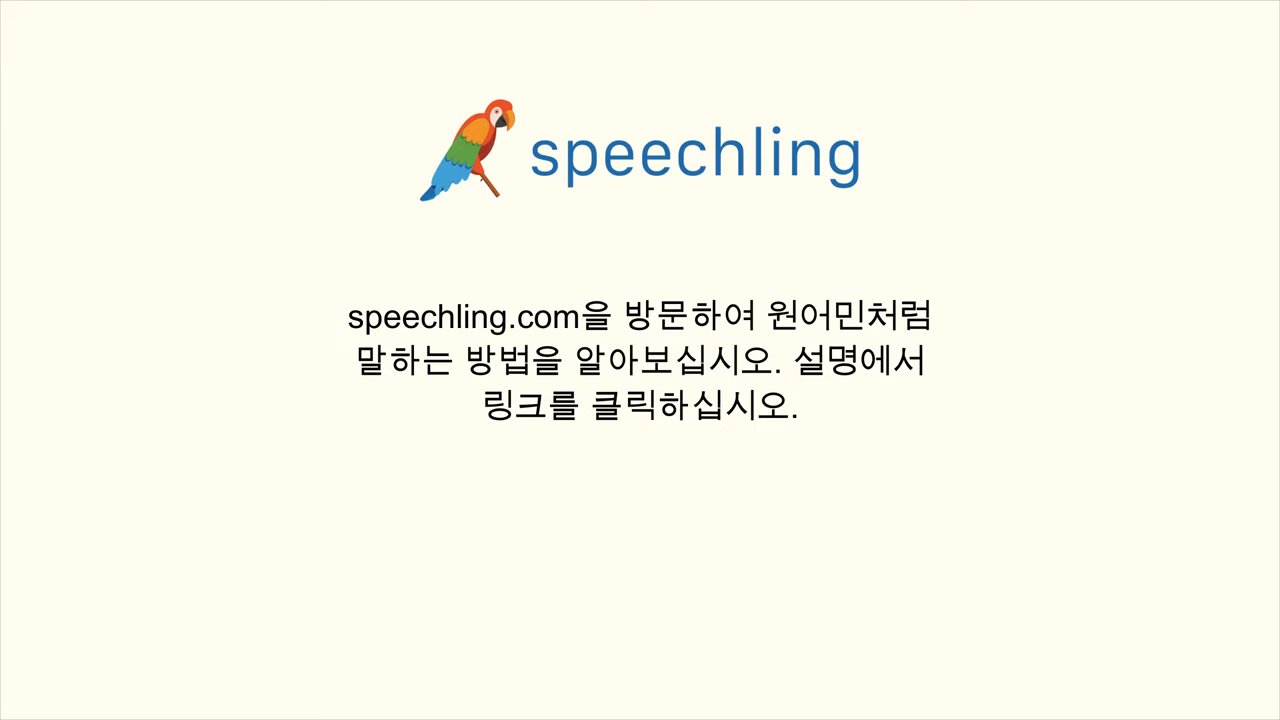 speechling
speechling.com을 방문하여 원어민처럼
말하는 방법을 알아보십시오. 설명에서
링크를 클릭하십시오.